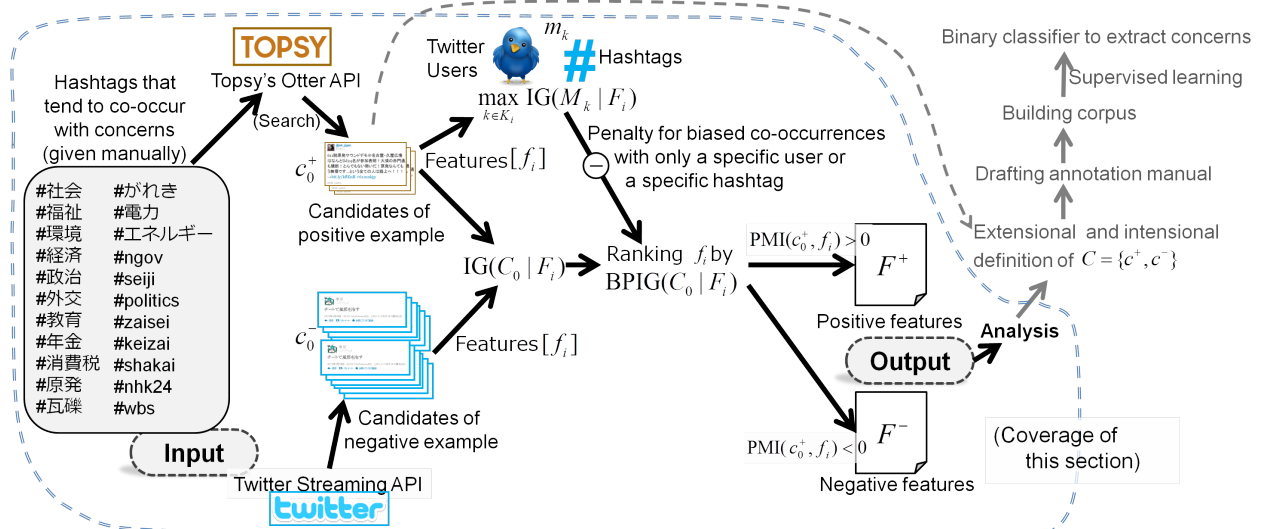 TOPSY
Topsy's Otter API
Hashtags that
tend to co-occur
with concerns
(given manually)
(Search)
#社会
#福祉
#環境
#経済
#政治
#外交
#教育
#年金
#消費税
#原発
#瓦礫
#がれき
#電力
#エネルギー
#ngov
#seiji
#politics
#zaisei
#keizai
#shakai
#nhk24
#wbs
Input
c₀⁺
Candidates of
positive example
Features[fᵢ]
Twitter
Users
mₖ
#Hashtags
max IG(Mₖ | Fᵢ)
k∈Kᵢ
Penalty for biased co-occurrences
with only a specific user or
a specific hashtag
IG(C₀ | Fᵢ)
c₀⁻
Features[fᵢ]
Candidates of
negative example
Twitter Streaming API
twitter
Ranking fᵢ by
BPIG(C₀ | Fᵢ)
PMI(c₀⁺, fᵢ) > 0
F⁺
Positive features
Output
PMI(c₀⁺, fᵢ) < 0
F⁻
Negative features
Analysis
Extensional and intensional
definition of C = {c⁺, c⁻}
Drafting annotation manual
Building corpus
Supervised learning
Binary classifier to extract concerns
(Coverage of
this section)